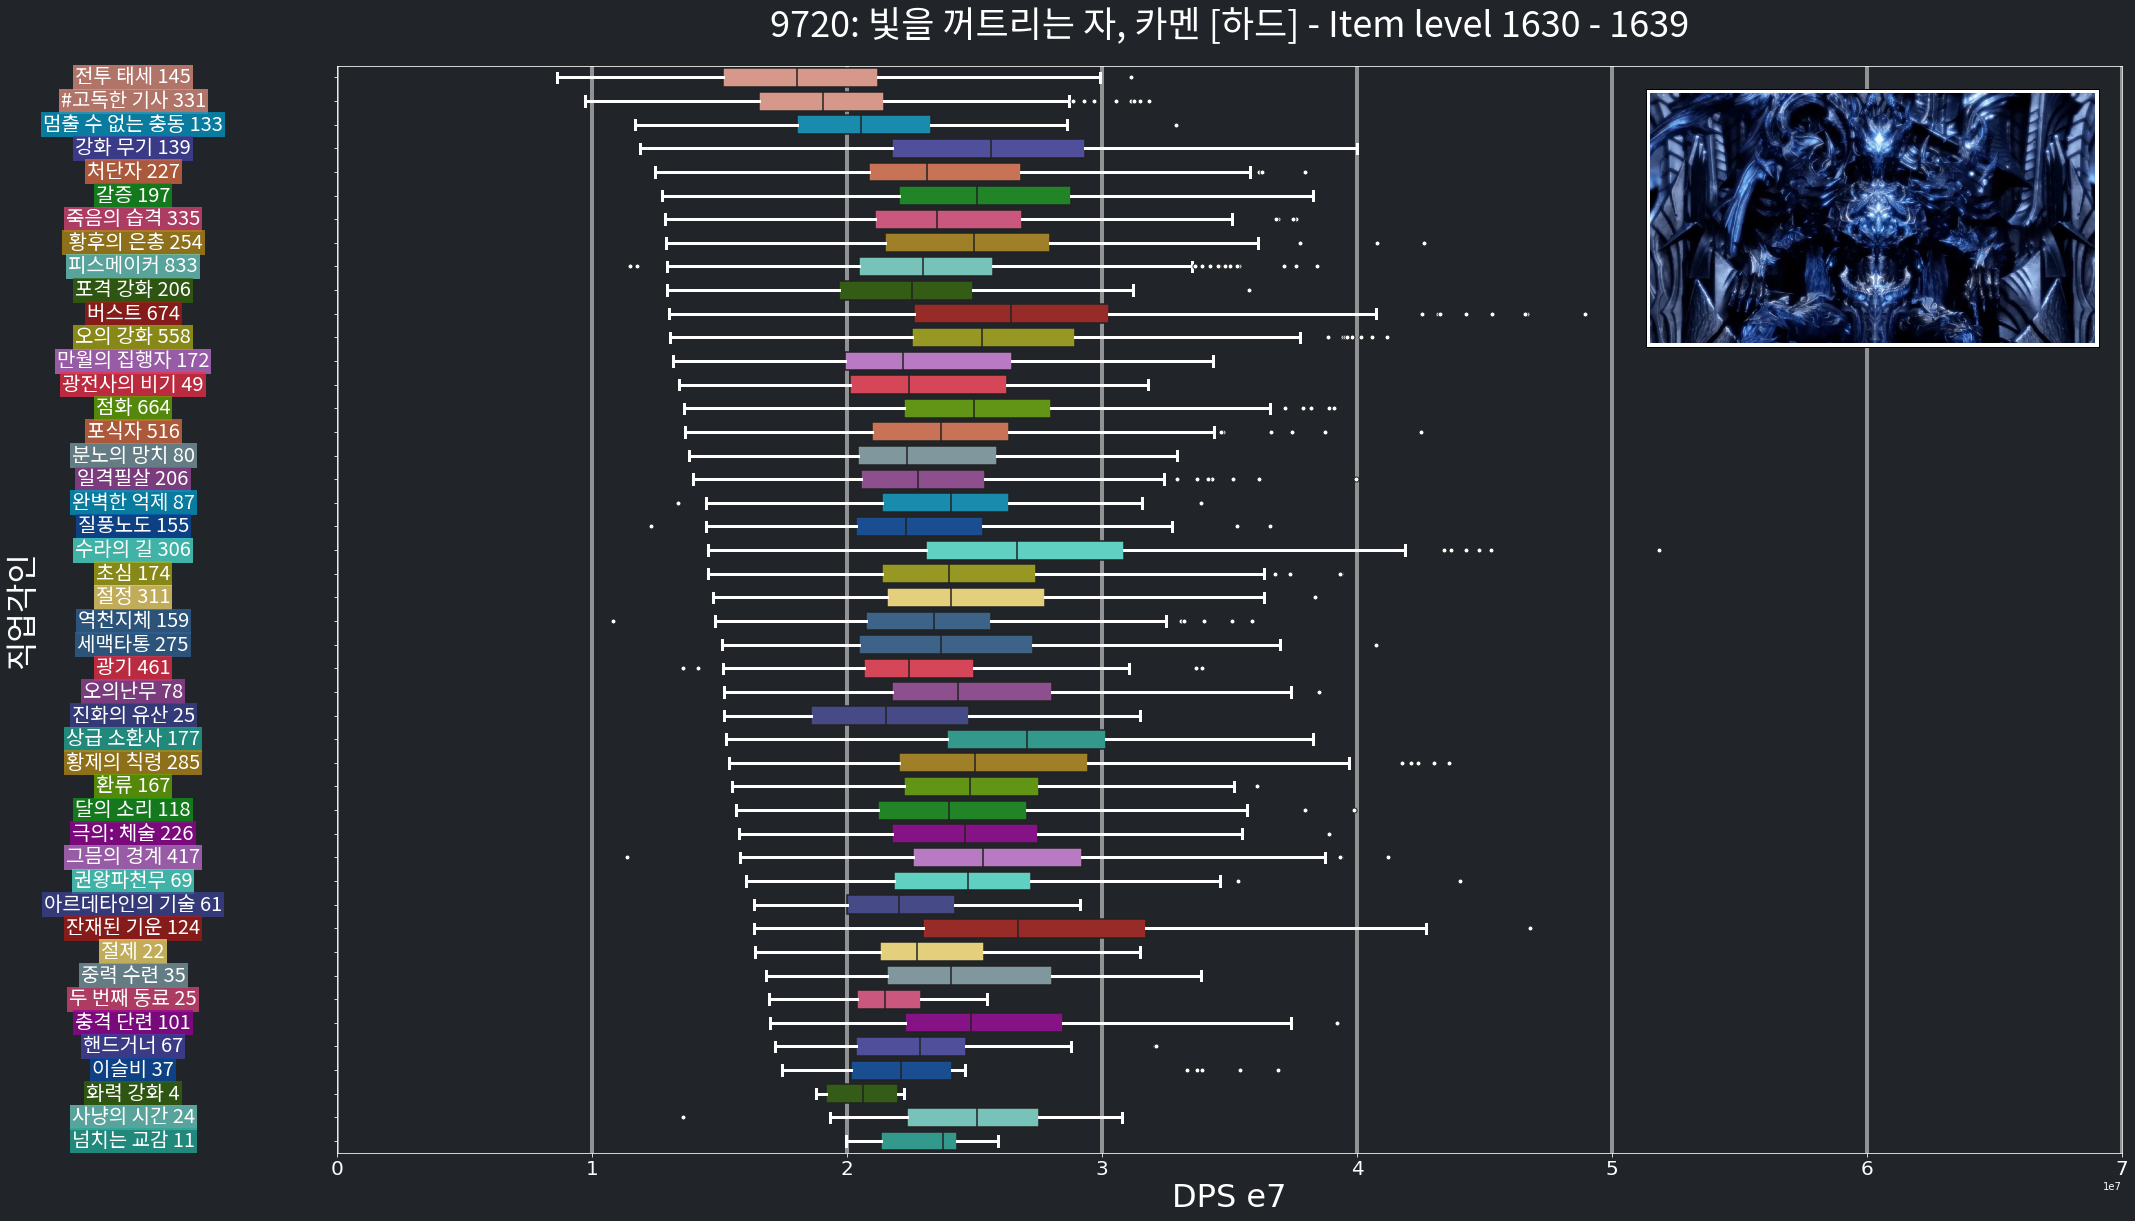 9720: 빛을 꺼트리는 자, 카멘 [하드] - Item level 1630 - 1639
직업각인
전투 태세 145
#고독한 기사 331
멈출 수 없는 충동 133
강화 무기 139
처단자 227
갈증 197
죽음의 습격 335
황후의 은총 254
피스메이커 833
포격 강화 206
버스트 674
오의 강화 558
만월의 집행자 172
광전사의 비기 49
점화 664
포식자 516
분노의 망치 80
일격필살 206
완벽한 억제 87
질풍노도 155
수라의 길 306
초심 174
절정 311
역천지체 159
세맥타통 275
광기 461
오의난무 78
진화의 유산 25
상급 소환사 177
황제의 칙령 285
환류 167
달의 소리 118
극의: 체술 226
그믐의 경계 417
권왕파천무 69
아르데타인의 기술 61
잔재된 기운 124
절제 22
중력 수련 35
두 번째 동료 25
충격 단련 101
핸드거너 67
이슬비 37
화력 강화 4
사냥의 시간 24
넘치는 교감 11
0 1 2 3 4 5 6 7
1e7
DPS e7